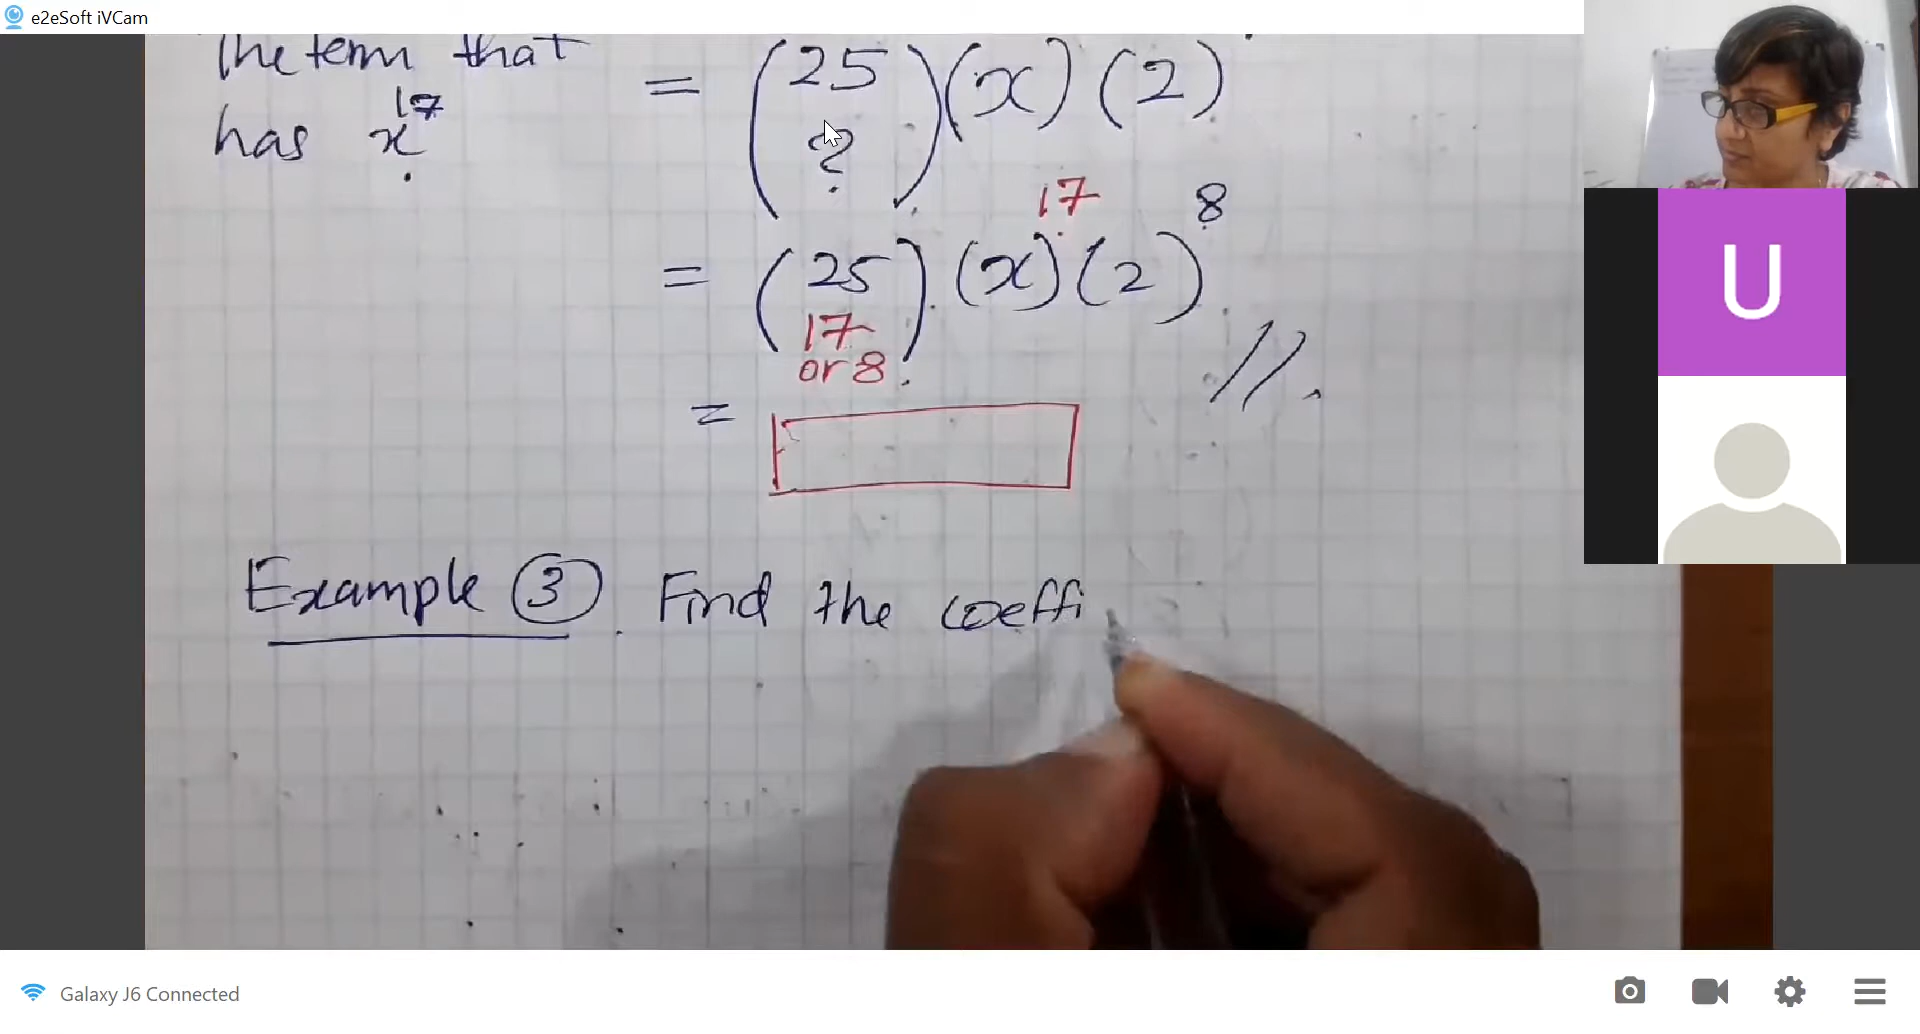 e2eSoft iVCam
The term that
has x¹⁷
= (25 ?) (x) (2)
= (25 17 or 8) . (x)¹⁷ (2)⁸ //.
=
Example ③ . Find the coeffi
U
Galaxy J6 Connected